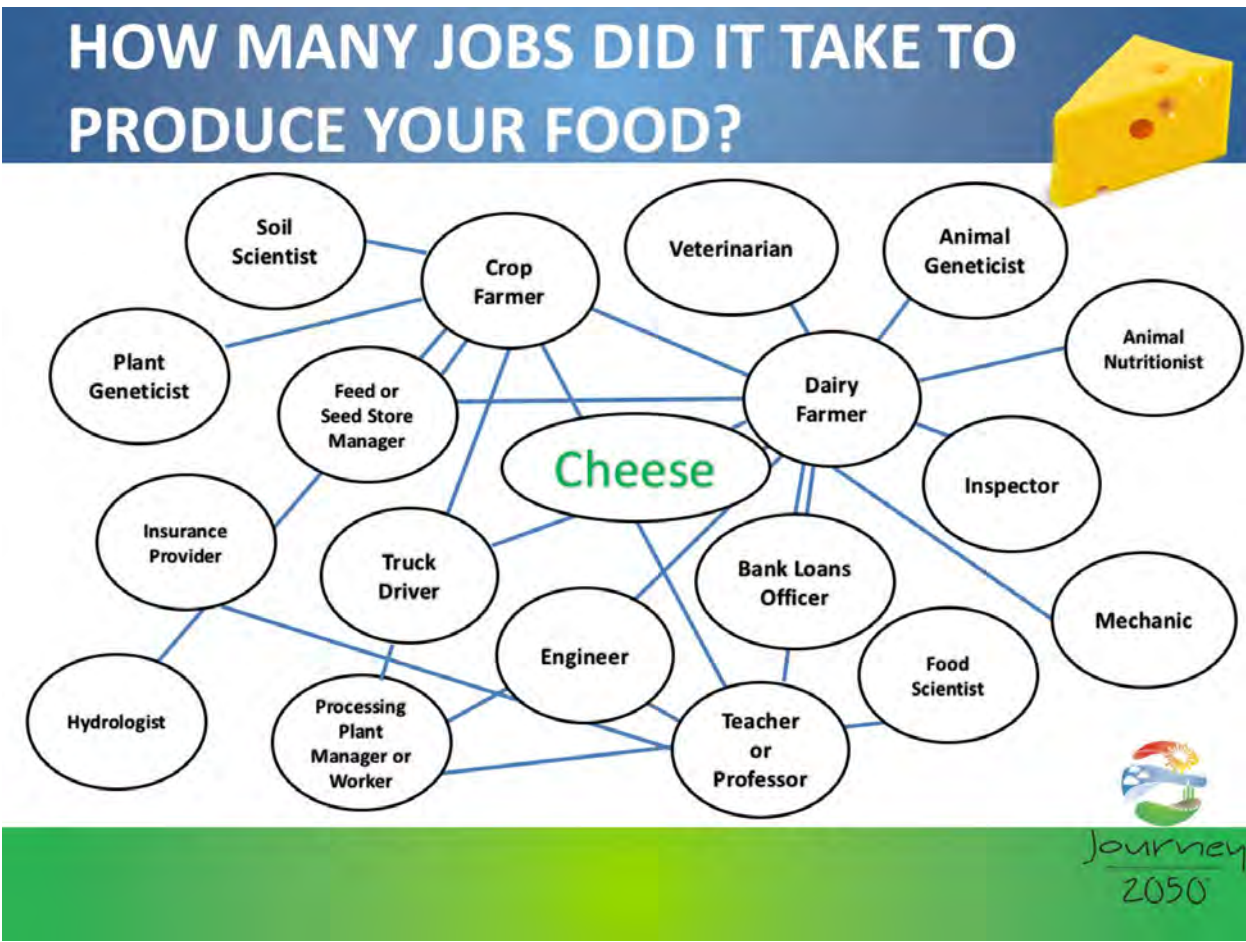 HOW MANY JOBS DID IT TAKE TO
PRODUCE YOUR FOOD?
Soil
Scientist
Crop
Farmer
Veterinarian
Animal
Geneticist
Plant
Geneticist
Feed or
Seed Store
Manager
Dairy
Farmer
Animal
Nutritionist
Cheese
Inspector
Insurance
Provider
Truck
Driver
Bank Loans
Officer
Mechanic
Engineer
Food
Scientist
Hydrologist
Processing
Plant
Manager or
Worker
Teacher
or
Professor
Journey
2050